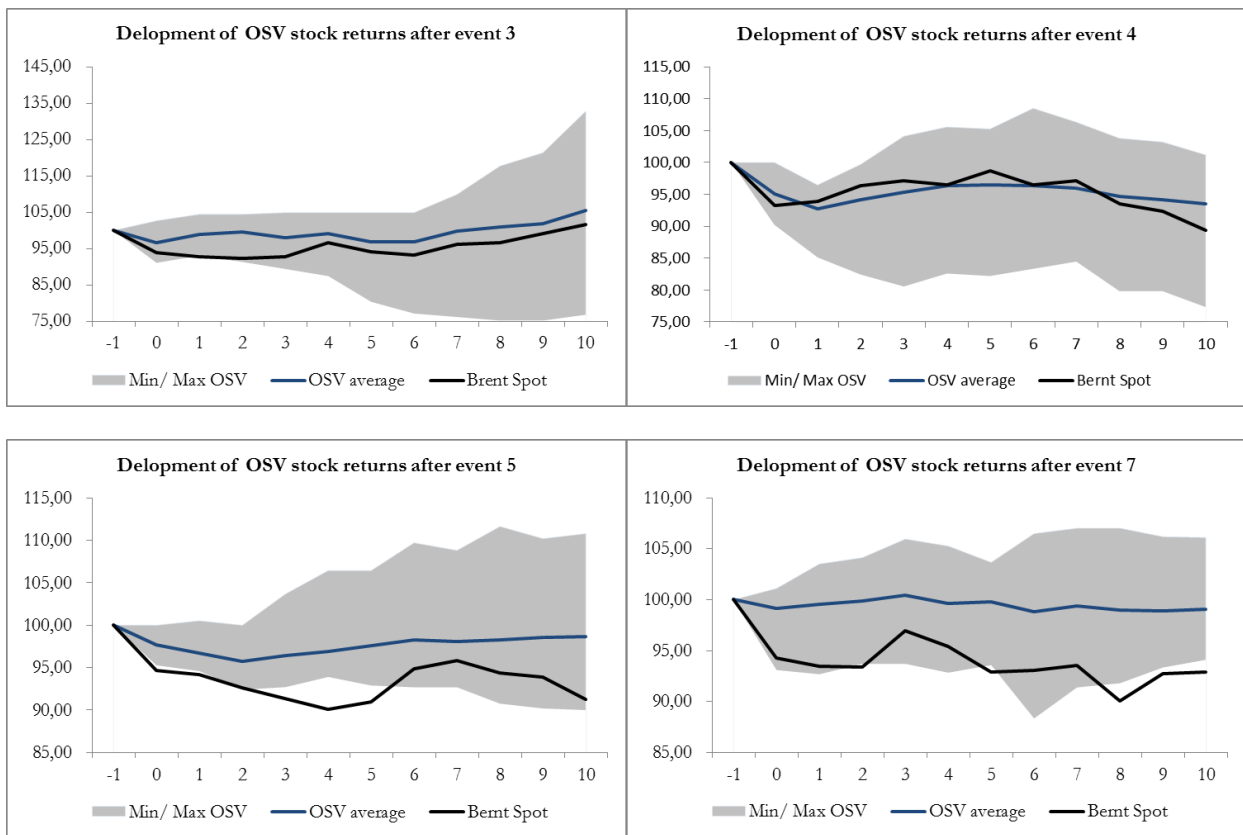 Delopment of OSV stock returns after event 3
145,00
135,00
125,00
115,00
105,00
95,00
85,00
75,00
-1 0 1 2 3 4 5 6 7 8 9 10
Min/ Max OSV OSV average Brent Spot
Delopment of OSV stock returns after event 4
115,00
110,00
105,00
100,00
95,00
90,00
85,00
80,00
75,00
-1 0 1 2 3 4 5 6 7 8 9 10
Min/ Max OSV OSV average Bernt Spot
Delopment of OSV stock returns after event 5
115,00
110,00
105,00
100,00
95,00
90,00
85,00
-1 0 1 2 3 4 5 6 7 8 9 10
Min/ Max OSV OSV average Bernt Spot
Delopment of OSV stock returns after event 7
110,00
105,00
100,00
95,00
90,00
85,00
-1 0 1 2 3 4 5 6 7 8 9 10
Min/ Max OSV OSV average Bernt Spot